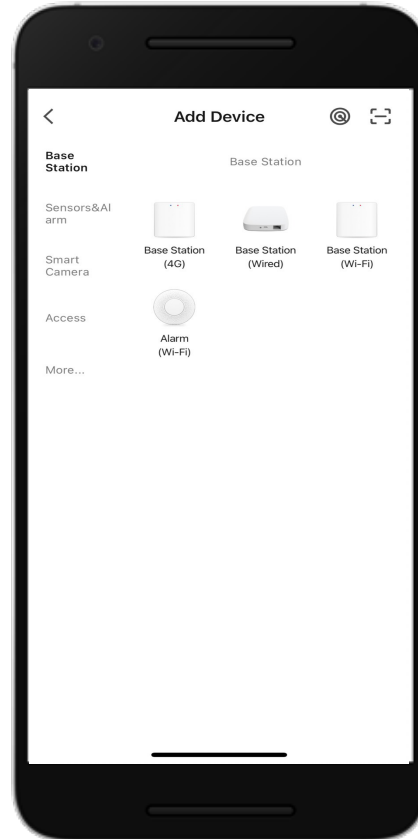 Add Device
Base
Station
Sensors&Al
arm
Smart
Camera
Access
More...
Base Station
Base Station
(4G)
Base Station
(Wired)
Base Station
(Wi-Fi)
Alarm
(Wi-Fi)